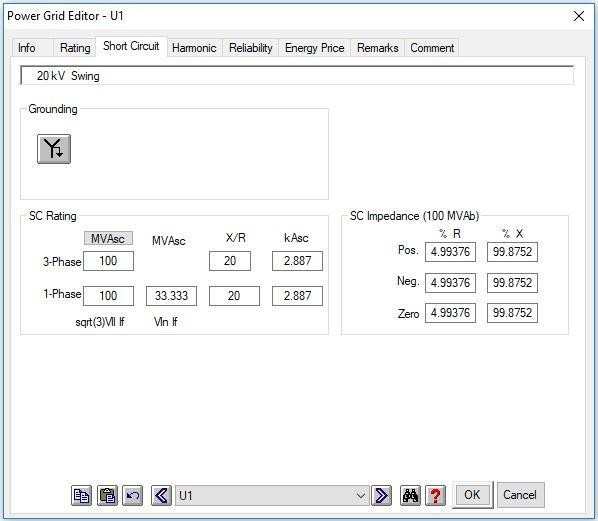 Power Grid Editor - U1
Info Rating Short Circuit Harmonic Reliability Energy Price Remarks Comment
20 kV Swing
Grounding
SC Rating
MVAsc MVAsc X/R kAsc
3-Phase 100 20 2.887
1-Phase 100 33.333 20 2.887
sqrt(3)Vll If Vln If
SC Impedance (100 MVAb)
% R % X
Pos. 4.99376 99.8752
Neg. 4.99376 99.8752
Zero 4.99376 99.8752
U1
? OK Cancel